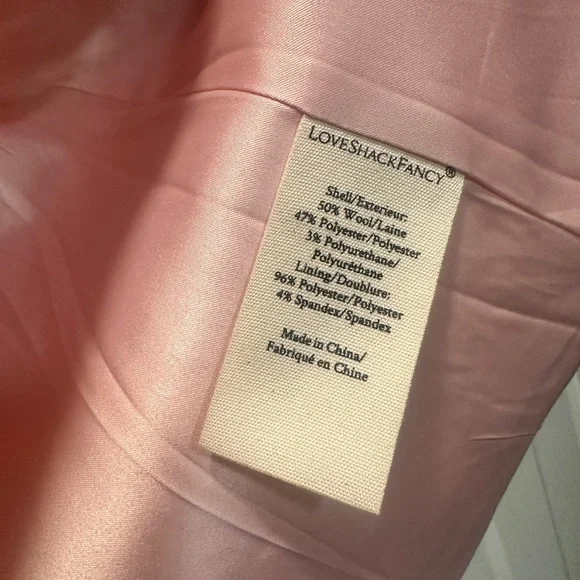 LOVESHACKFANCY®
Shell/Exterieur:
50% Wool/Laine
47% Polyester/Polyester
3% Polyurethane/
Polyuréthane
Lining/Doublure:
96% Polyester/Polyester
4% Spandex/Spandex
Made in China/
Fabriqué en Chine